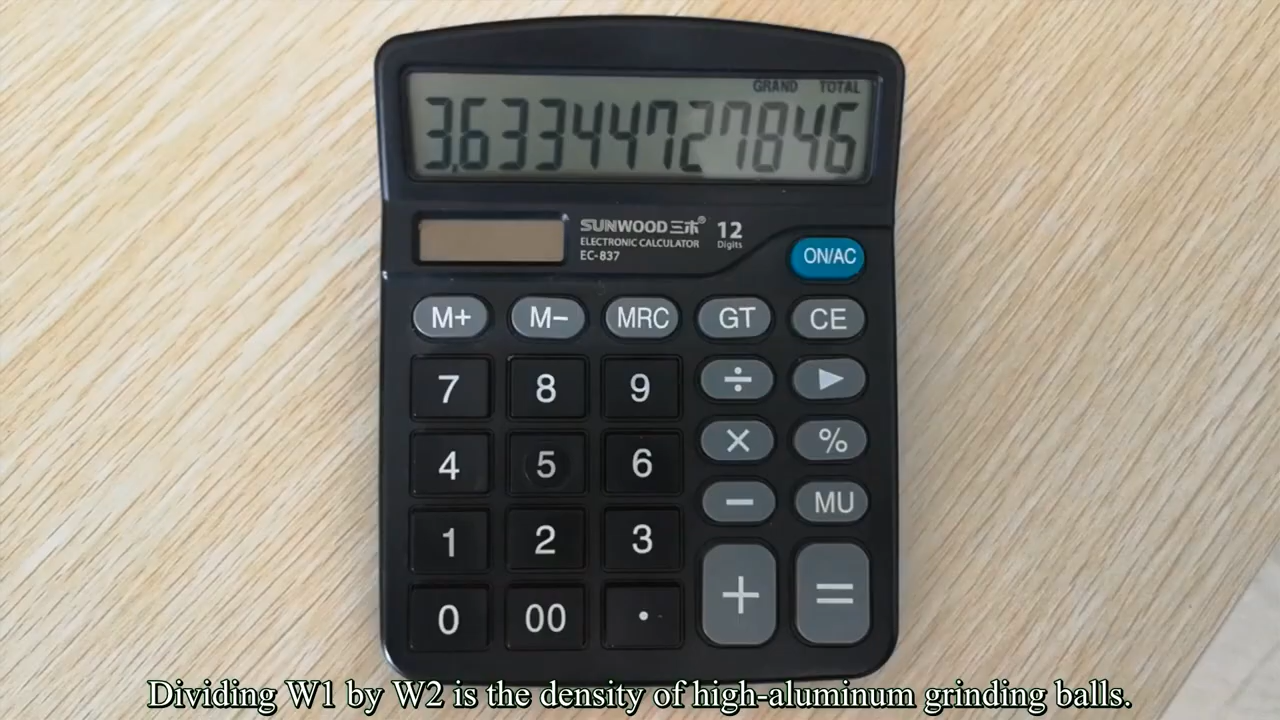 GRAND TOTAL
3.63344727846
SUNWOOD三木® 12
ELECTRONIC CALCULATOR Digits
EC-837
ON/AC
M+ M− MRC GT CE
7 8 9 ÷ ▶
4 5 6 × %
1 2 3 − MU
0 00 · + =
Dividing W1 by W2 is the density of high-aluminum grinding balls.